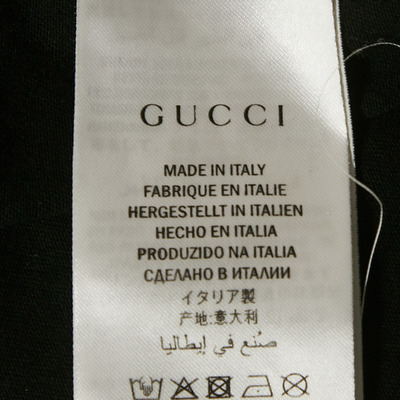 GUCCI
MADE IN ITALY
FABRIQUE EN ITALIE
HERGESTELLT IN ITALIEN
HECHO EN ITALIA
PRODUZIDO NA ITALIA
СДЕЛАНО В ИТАЛИИ
イタリア製
产地:意大利
صُنع في إيطاليا